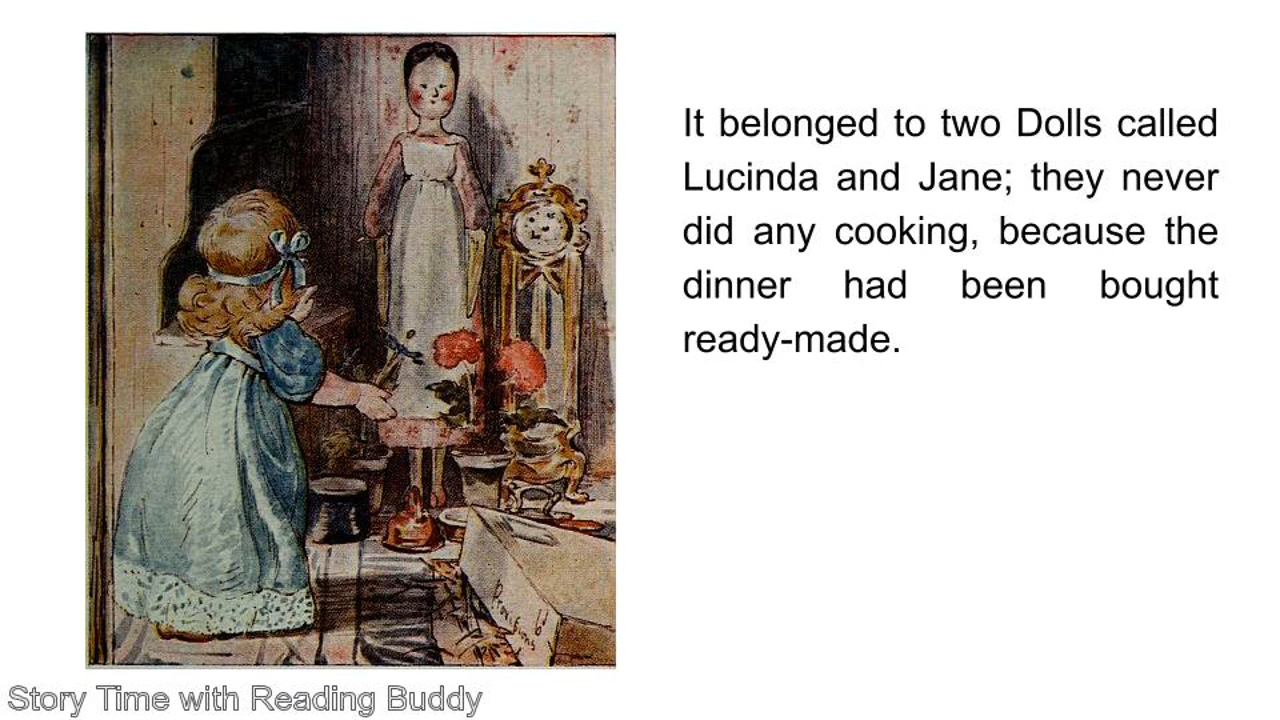 It belonged to two Dolls called
Lucinda and Jane; they never
did any cooking, because the
dinner had been bought
ready-made.
Story Time with Reading Buddy